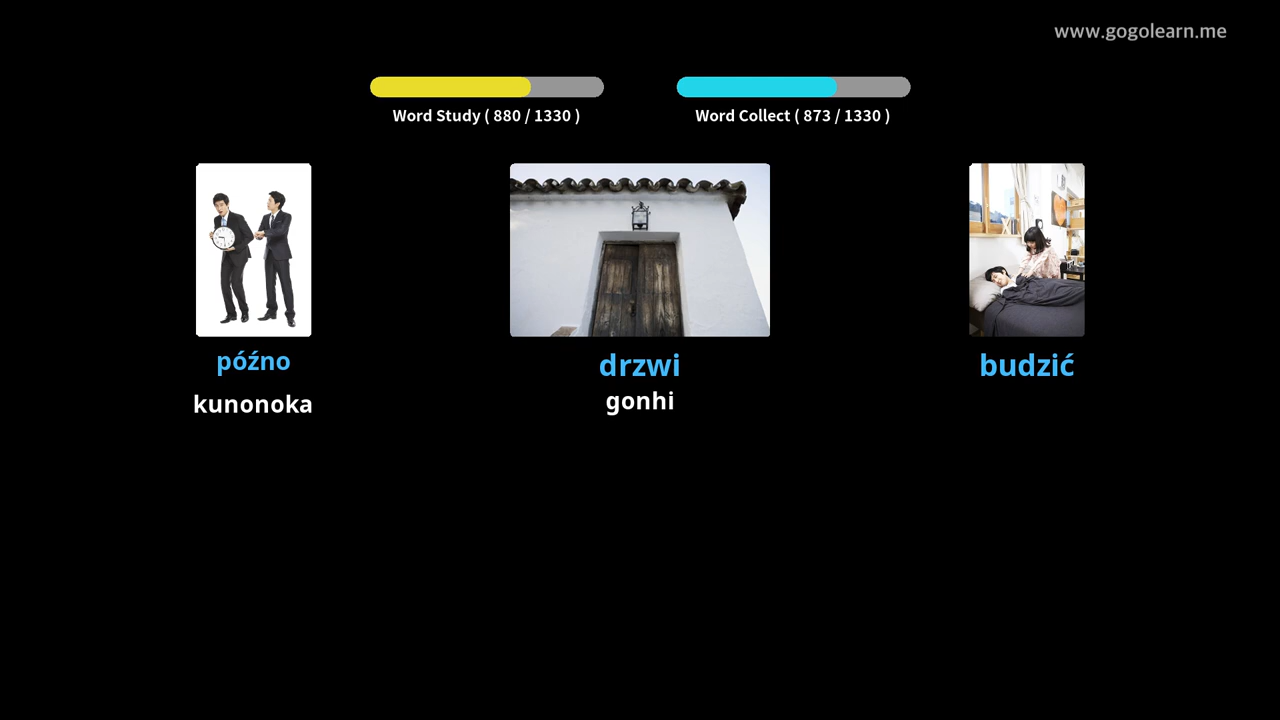 www.gogolearn.me
Word Study ( 880 / 1330 )
Word Collect ( 873 / 1330 )
późno
kunonoka
drzwi
gonhi
budzić